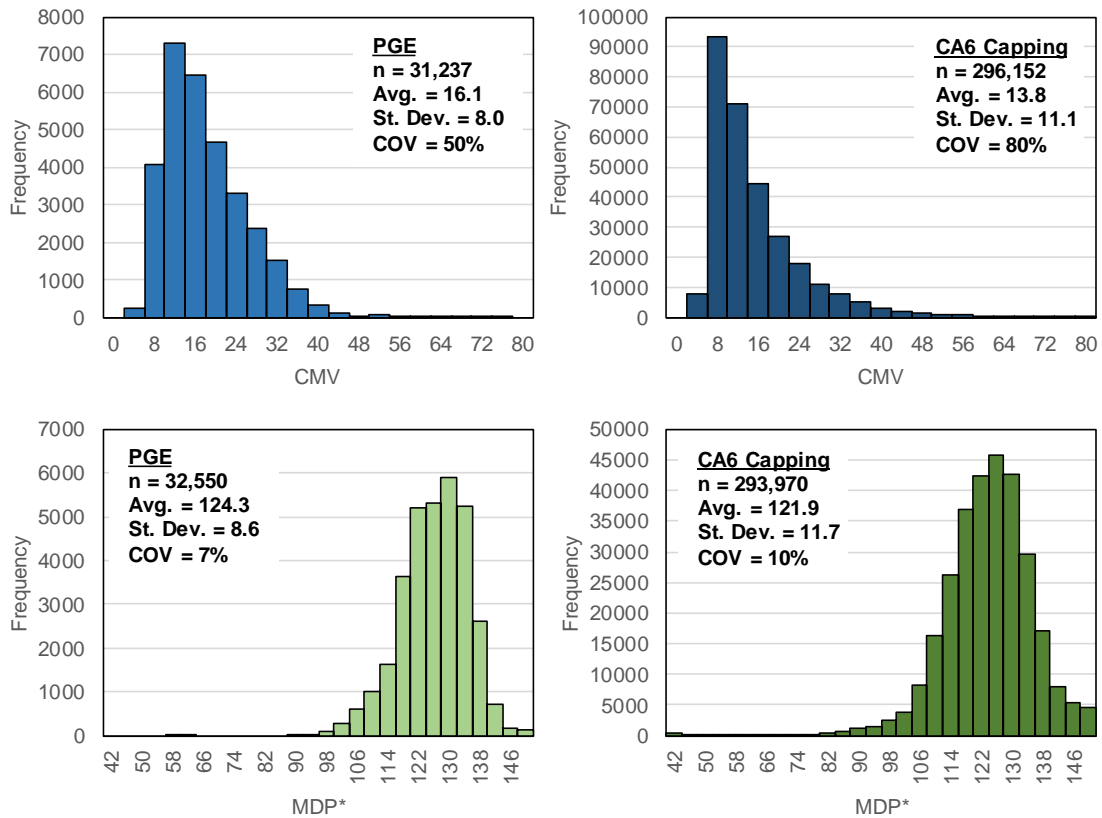 8000
7000
6000
5000
4000
3000
2000
1000
0
Frequency
PGE
n = 31,237
Avg. = 16.1
St. Dev. = 8.0
COV = 50%
0 8 16 24 32 40 48 56 64 72 80
CMV
100000
90000
80000
70000
60000
50000
40000
30000
20000
10000
0
Frequency
CA6 Capping
n = 296,152
Avg. = 13.8
St. Dev. = 11.1
COV = 80%
0 8 16 24 32 40 48 56 64 72 80
CMV
7000
6000
5000
4000
3000
2000
1000
0
Frequency
PGE
n = 32,550
Avg. = 124.3
St. Dev. = 8.6
COV = 7%
42 50 58 66 74 82 90 98 106 114 122 130 138 146
MDP*
50000
45000
40000
35000
30000
25000
20000
15000
10000
5000
0
Frequency
CA6 Capping
n = 293,970
Avg. = 121.9
St. Dev. = 11.7
COV = 10%
42 50 58 66 74 82 90 98 106 114 122 130 138 146
MDP*